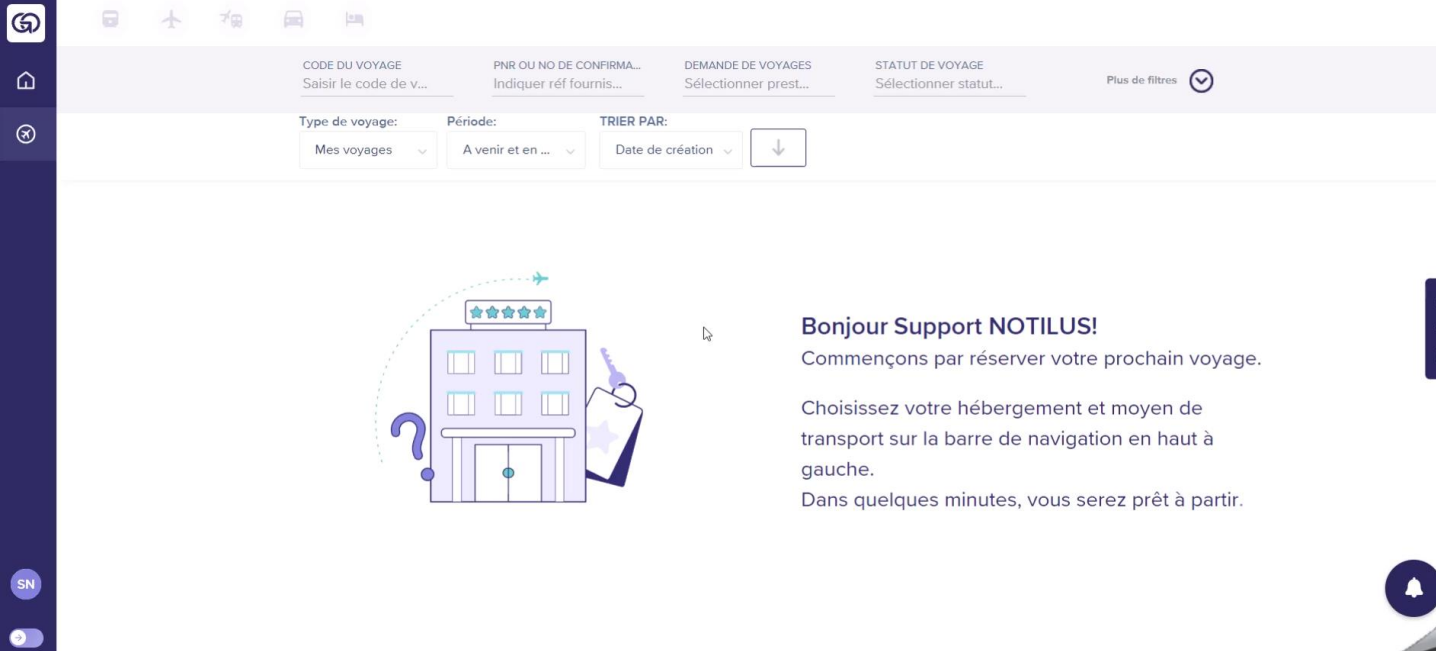 CODE DU VOYAGE
Saisir le code de v...
PNR OU NO DE CONFIRMA...
Indiquer réf fournis...
DEMANDE DE VOYAGES
Sélectionner prest...
STATUT DE VOYAGE
Sélectionner statut...
Plus de filtres
Type de voyage:
Mes voyages
Période:
A venir et en ...
TRIER PAR:
Date de création
Bonjour Support NOTILUS!
Commençons par réserver votre prochain voyage.
Choisissez votre hébergement et moyen de
transport sur la barre de navigation en haut à
gauche.
Dans quelques minutes, vous serez prêt à partir.
SN